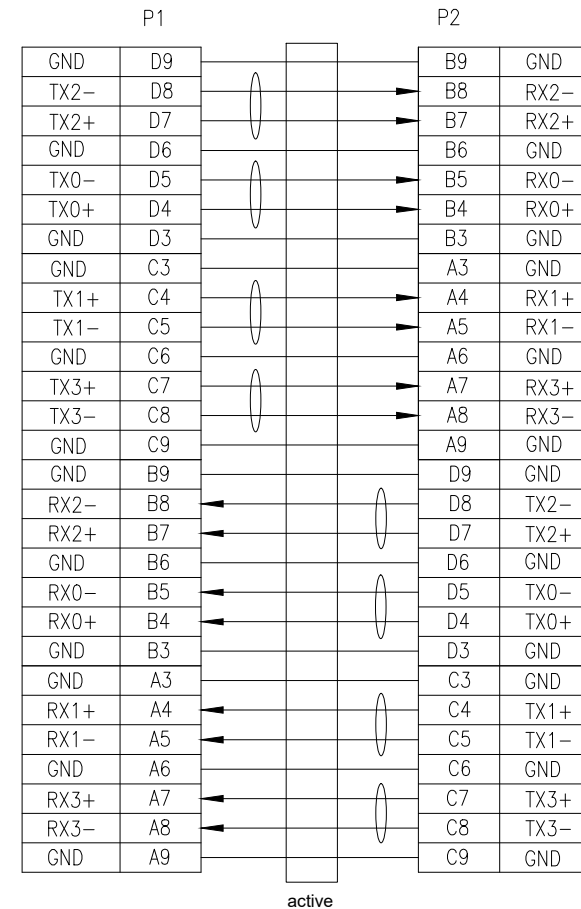 P1 P2
GND D9 B9 GND
TX2− D8 B8 RX2−
TX2+ D7 B7 RX2+
GND D6 B6 GND
TX0− D5 B5 RX0−
TX0+ D4 B4 RX0+
GND D3 B3 GND
GND C3 A3 GND
TX1+ C4 A4 RX1+
TX1− C5 A5 RX1−
GND C6 A6 GND
TX3+ C7 A7 RX3+
TX3− C8 A8 RX3−
GND C9 A9 GND
GND B9 D9 GND
RX2− B8 D8 TX2−
RX2+ B7 D7 TX2+
GND B6 D6 GND
RX0− B5 D5 TX0−
RX0+ B4 D4 TX0+
GND B3 D3 GND
GND A3 C3 GND
RX1+ A4 C4 TX1+
RX1− A5 C5 TX1−
GND A6 C6 GND
RX3+ A7 C7 TX3+
RX3− A8 C8 TX3−
GND A9 C9 GND
active